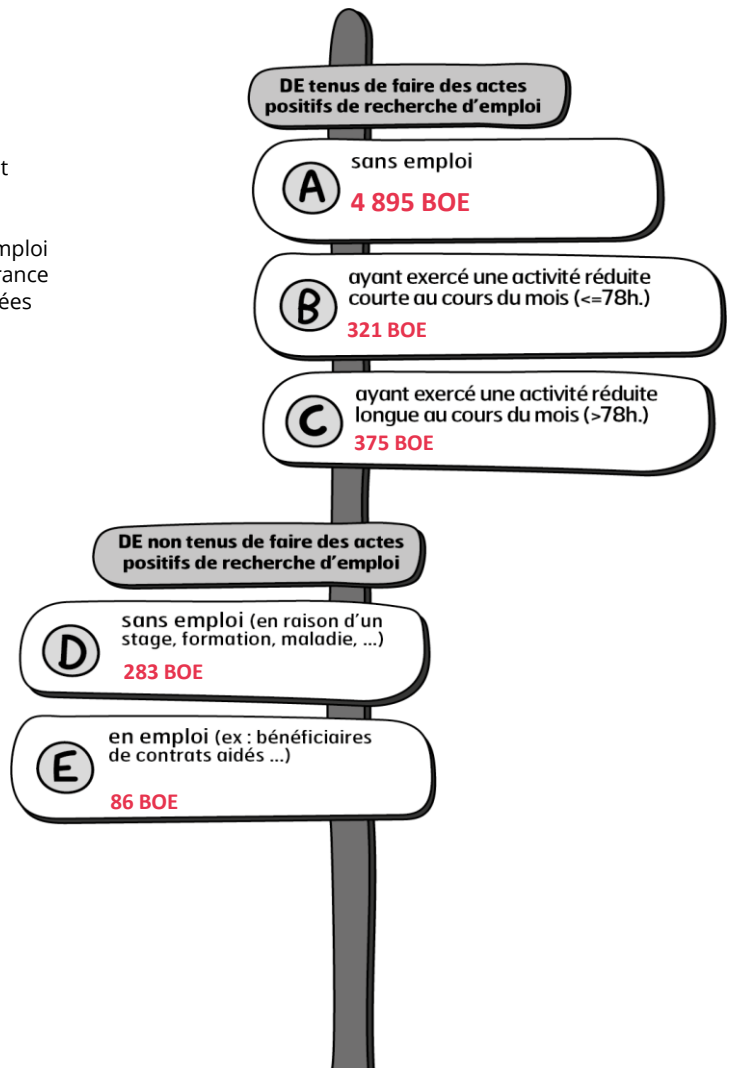 DE tenus de faire des actes
positifs de recherche d'emploi
t
mploi
rance
ées
A
sans emploi
4 895 BOE
B
ayant exercé une activité réduite
courte au cours du mois (<=78h.)
321 BOE
C
ayant exercé une activité réduite
longue au cours du mois (>78h.)
375 BOE
DE non tenus de faire des actes
positifs de recherche d'emploi
D
sans emploi (en raison d'un
stage, formation, maladie, ...)
283 BOE
E
en emploi (ex : bénéficiaires
de contrats aidés ...)
86 BOE